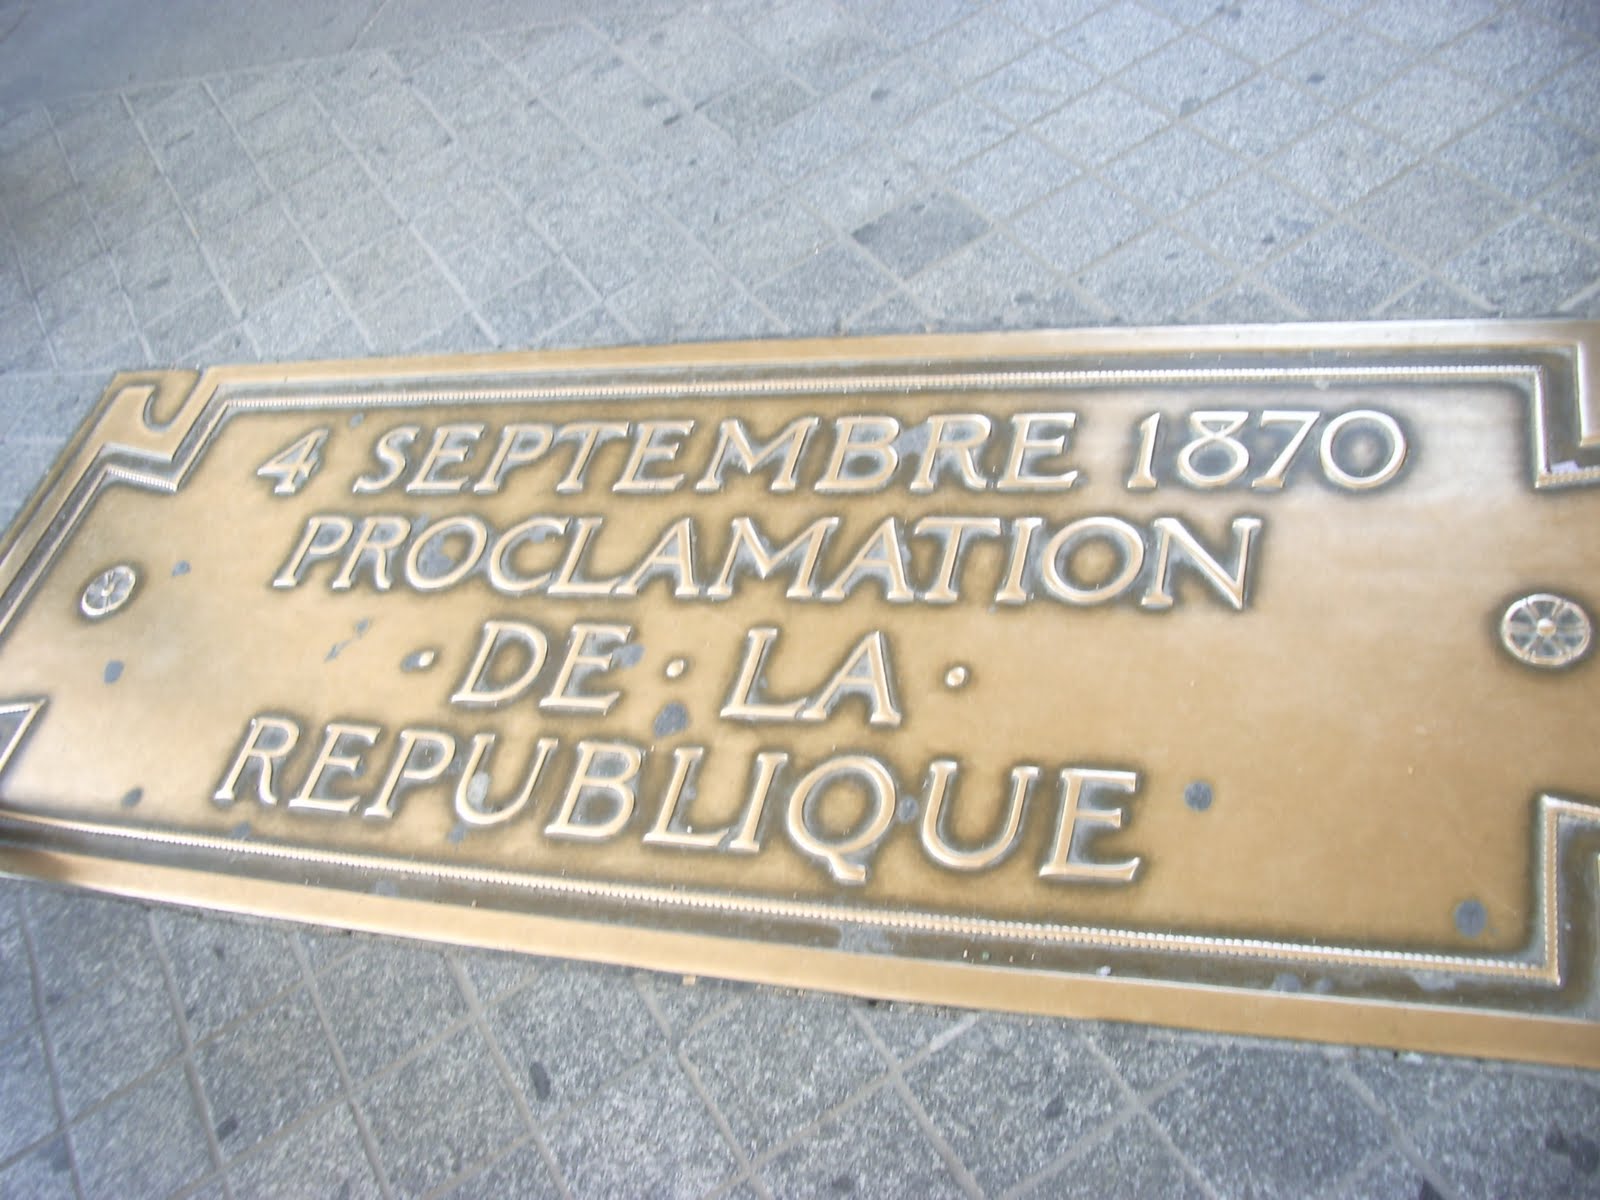 4 SEPTEMBRE 1870
PROCLAMATION
· DE · LA ·
REPUBLIQUE